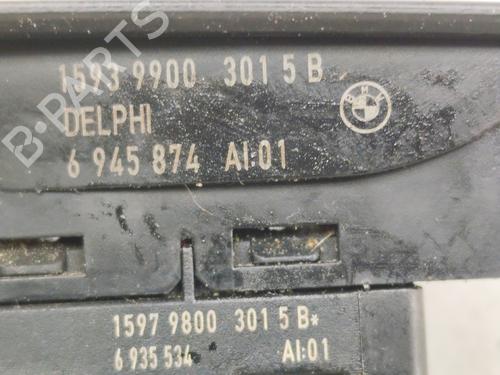 B-PARTS
1593 9900 301 5 B
DELPHI
BMW
6 945 874 AI:01
1597 9800 301 5 B*
6 935 534 AI:01